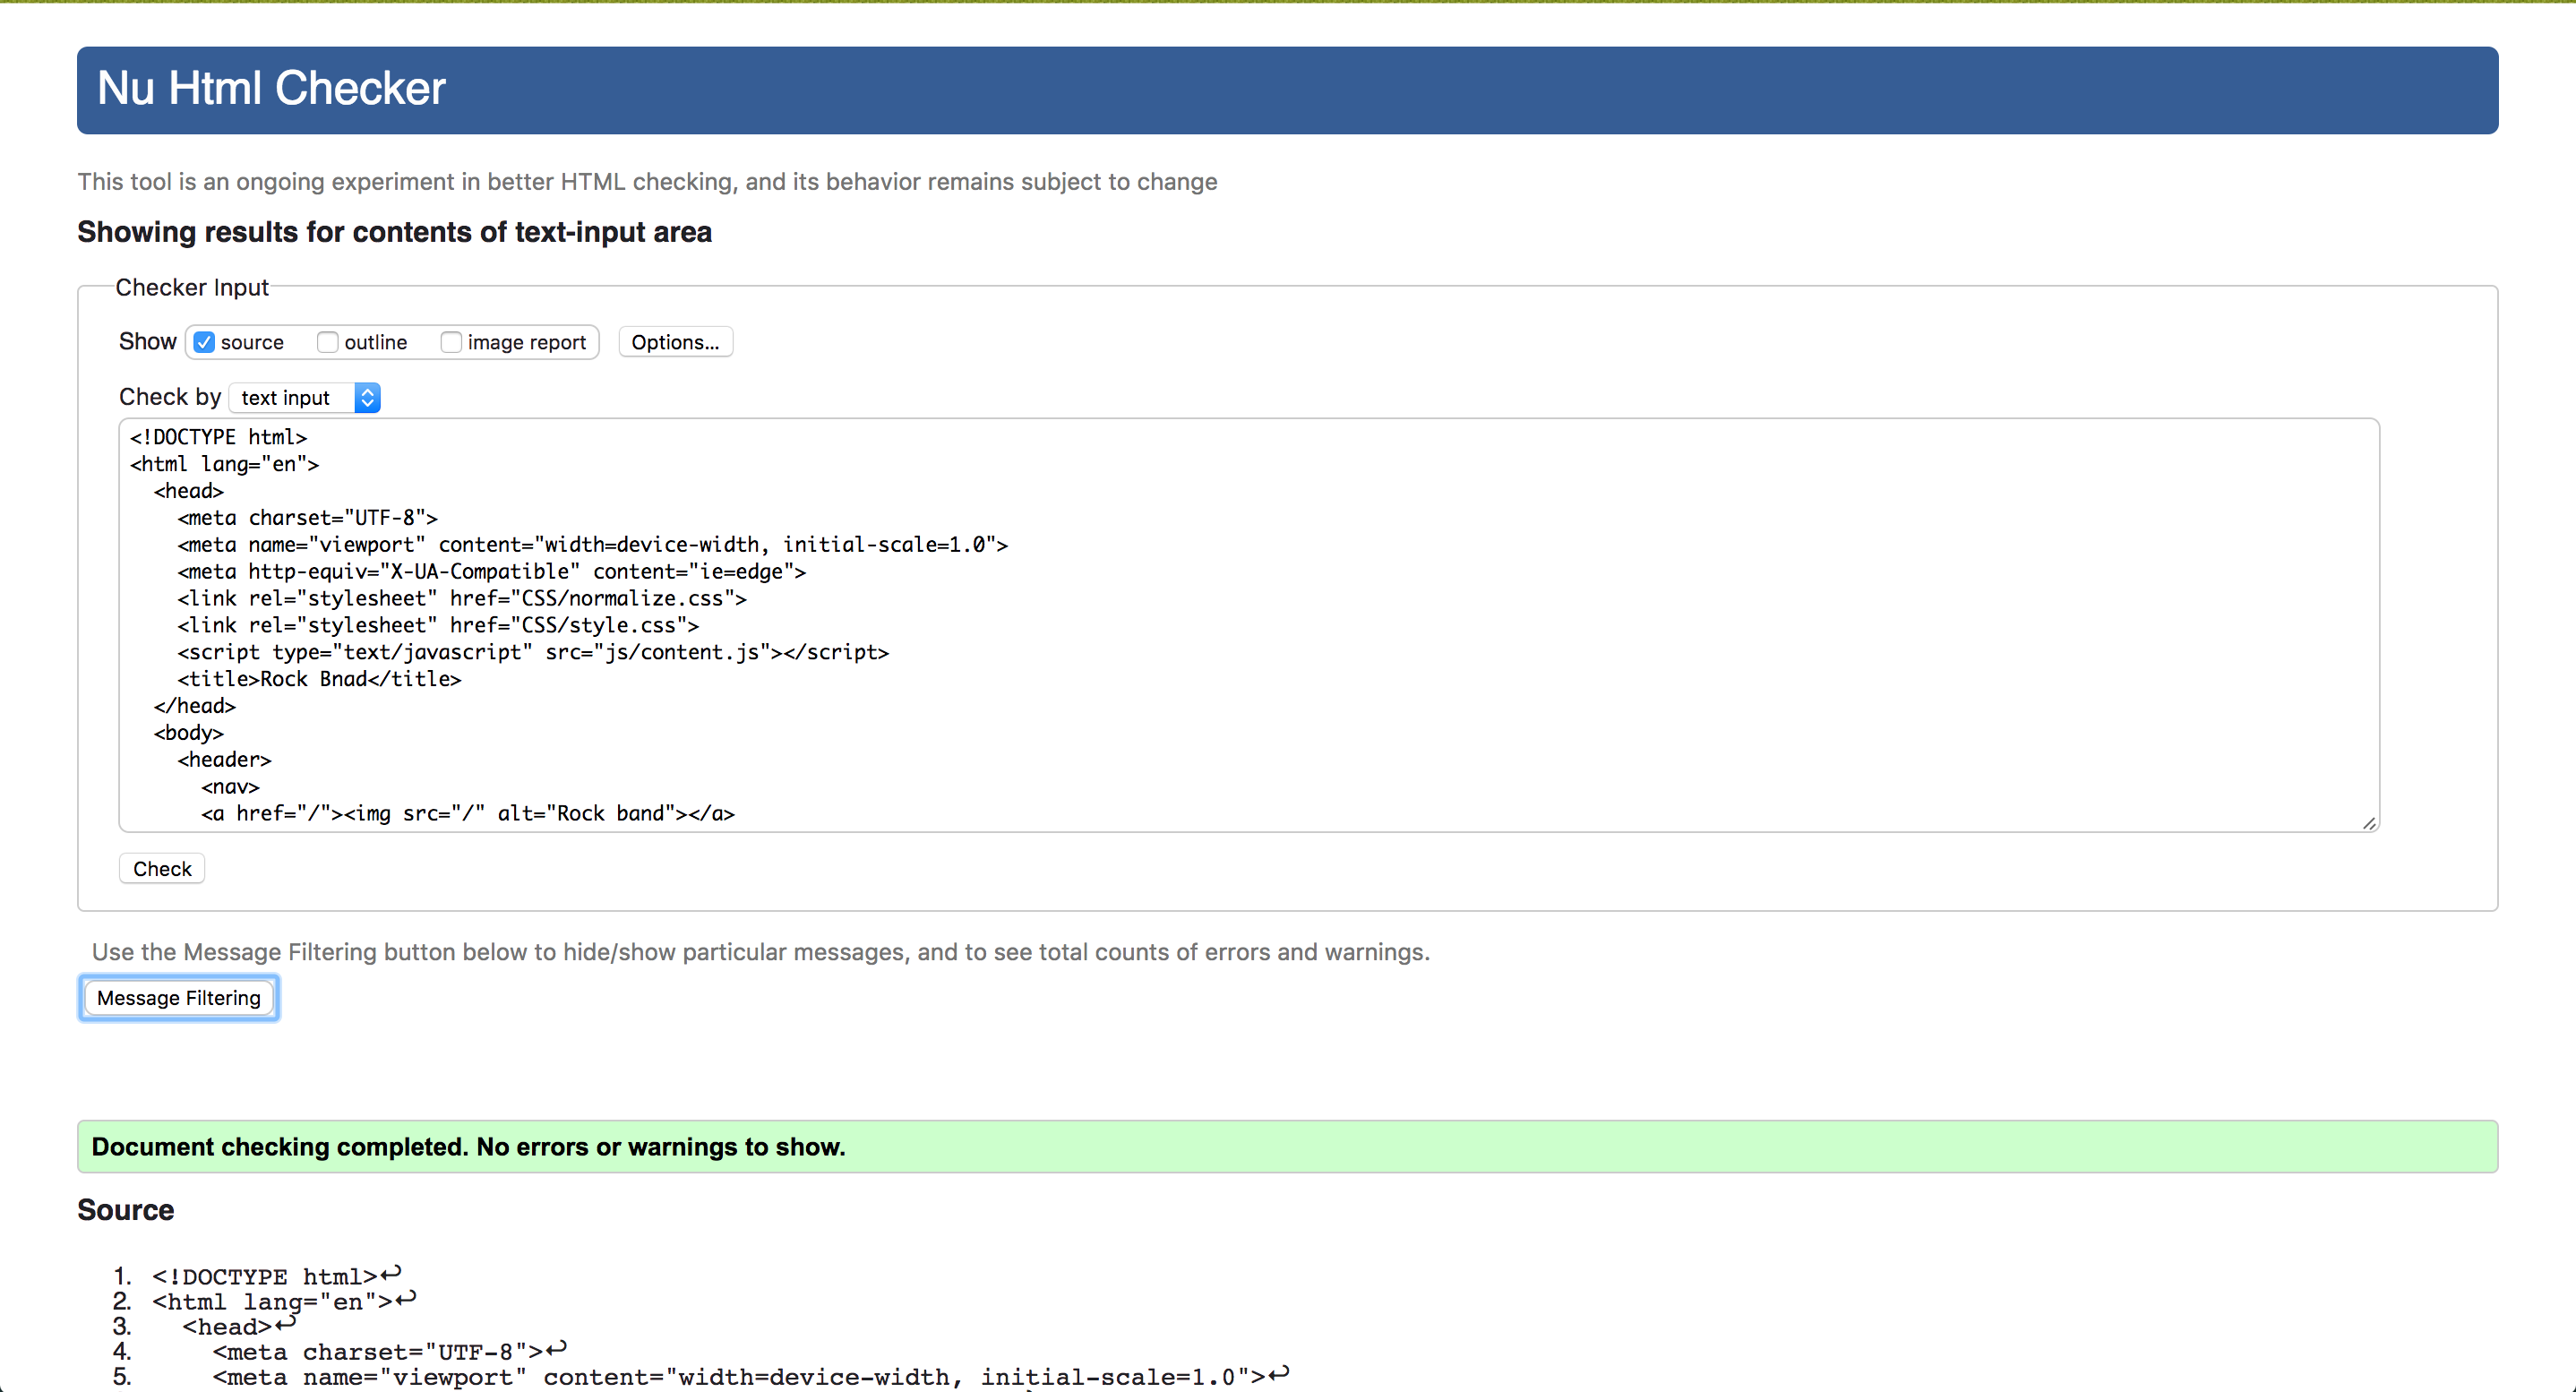 Nu Html Checker
This tool is an ongoing experiment in better HTML checking, and its behavior remains subject to change
Showing results for contents of text-input area
Checker Input
Show source outline image report Options...
Check by text input
<!DOCTYPE html>
<html lang="en">
  <head>
    <meta charset="UTF-8">
    <meta name="viewport" content="width=device-width, initial-scale=1.0">
    <meta http-equiv="X-UA-Compatible" content="ie=edge">
    <link rel="stylesheet" href="CSS/normalize.css">
    <link rel="stylesheet" href="CSS/style.css">
    <script type="text/javascript" src="js/content.js"></script>
    <title>Rock Bnad</title>
  </head>
  <body>
    <header>
      <nav>
      <a href="/"><img src="/" alt="Rock band"></a>
Check
Use the Message Filtering button below to hide/show particular messages, and to see total counts of errors and warnings.
Message Filtering
Document checking completed. No errors or warnings to show.
Source
1. <!DOCTYPE html>↩
2. <html lang="en">↩
3.   <head>↩
4.     <meta charset="UTF-8">↩
5.     <meta name="viewport" content="width=device-width, initial-scale=1.0">↩